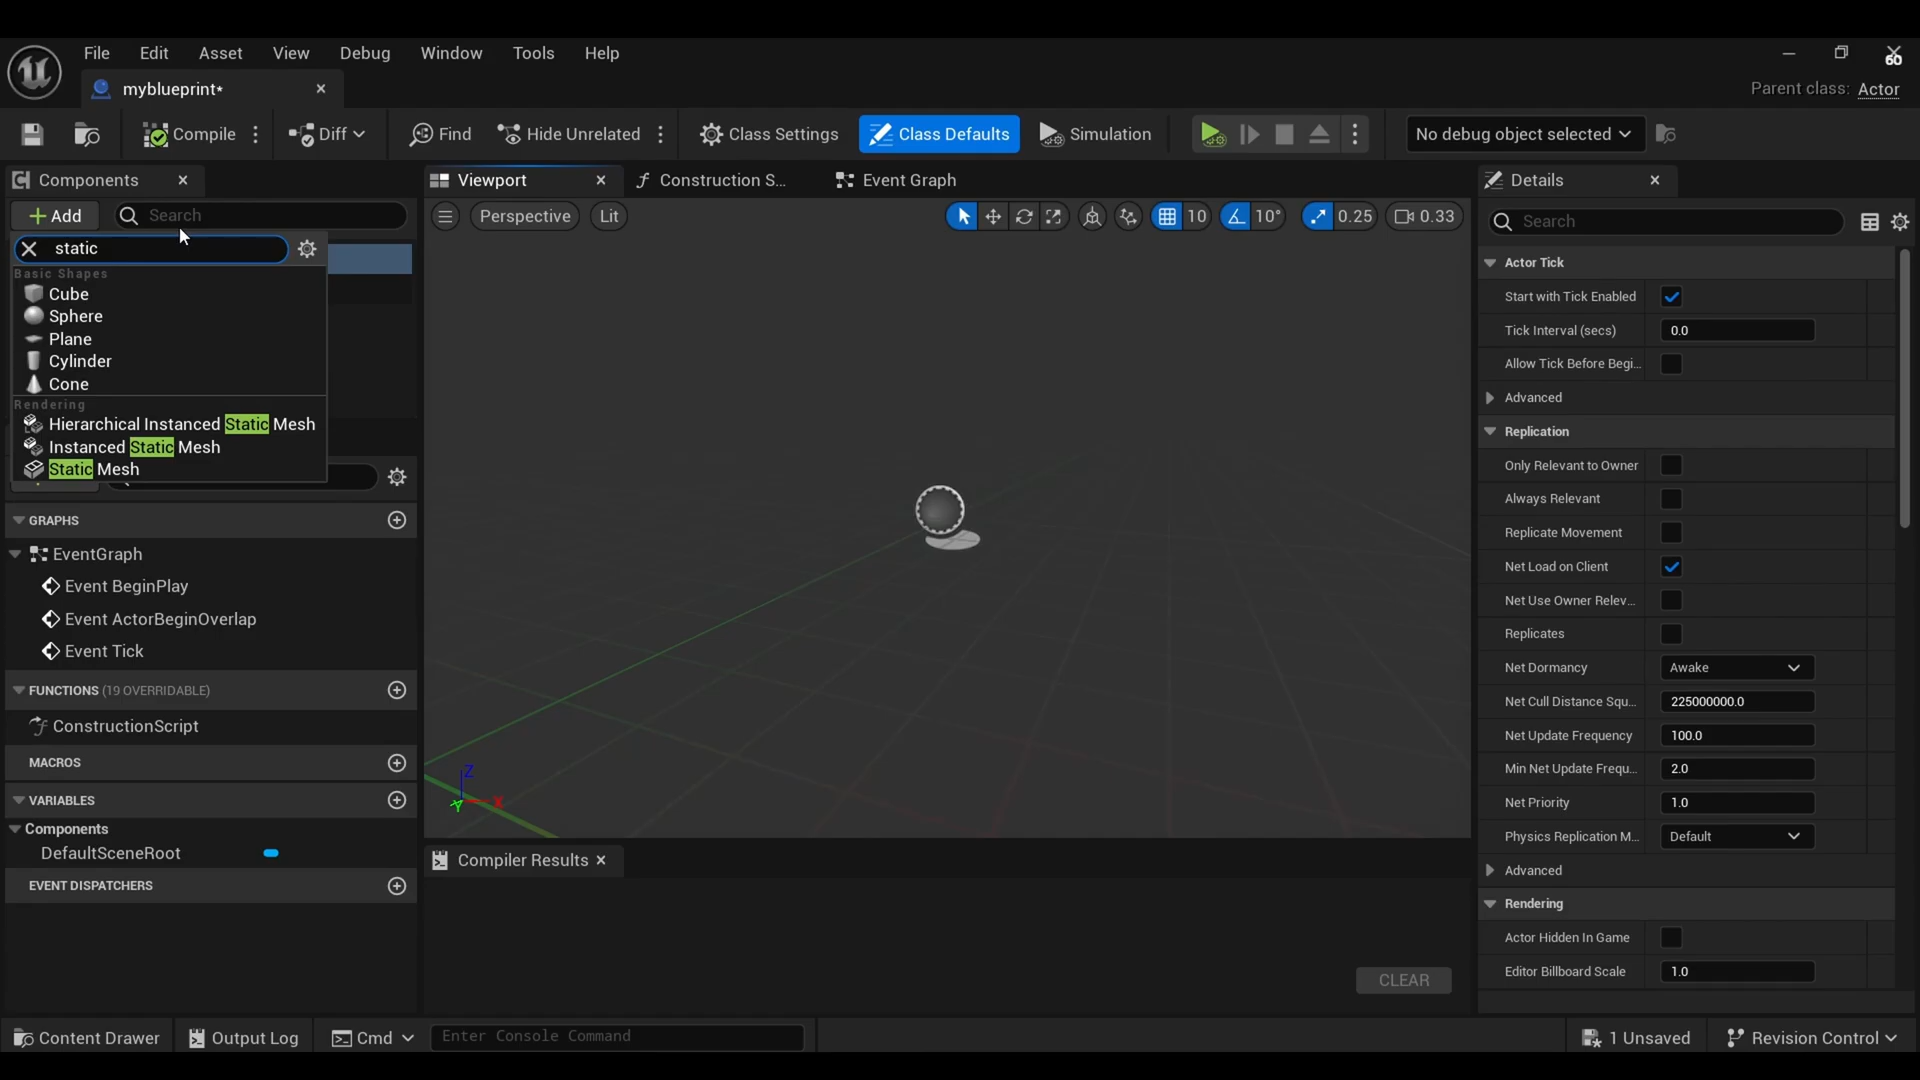 File Edit Asset View Debug Window Tools Help
myblueprint*
Parent class: Actor
Compile Diff Find Hide Unrelated Class Settings Class Defaults Simulation No debug object selected
Components Viewport Construction S... Event Graph Details
+ Add Search Perspective Lit 10 10° 0.25 0.33 Search
static
Basic Shapes
Cube
Sphere
Plane
Cylinder
Cone
Rendering
Hierarchical Instanced Static Mesh
Instanced Static Mesh
Static Mesh
GRAPHS
EventGraph
Event BeginPlay
Event ActorBeginOverlap
Event Tick
FUNCTIONS (19 OVERRIDABLE)
ConstructionScript
MACROS
VARIABLES
Components
DefaultSceneRoot
EVENT DISPATCHERS
Z
Y X
Compiler Results
CLEAR
Actor Tick
Start with Tick Enabled
Tick Interval (secs) 0.0
Allow Tick Before Begi...
Advanced
Replication
Only Relevant to Owner
Always Relevant
Replicate Movement
Net Load on Client
Net Use Owner Relev...
Replicates
Net Dormancy Awake
Net Cull Distance Squ... 225000000.0
Net Update Frequency 100.0
Min Net Update Frequ... 2.0
Net Priority 1.0
Physics Replication M... Default
Advanced
Rendering
Actor Hidden In Game
Editor Billboard Scale 1.0
Content Drawer Output Log Cmd Enter Console Command 1 Unsaved Revision Control